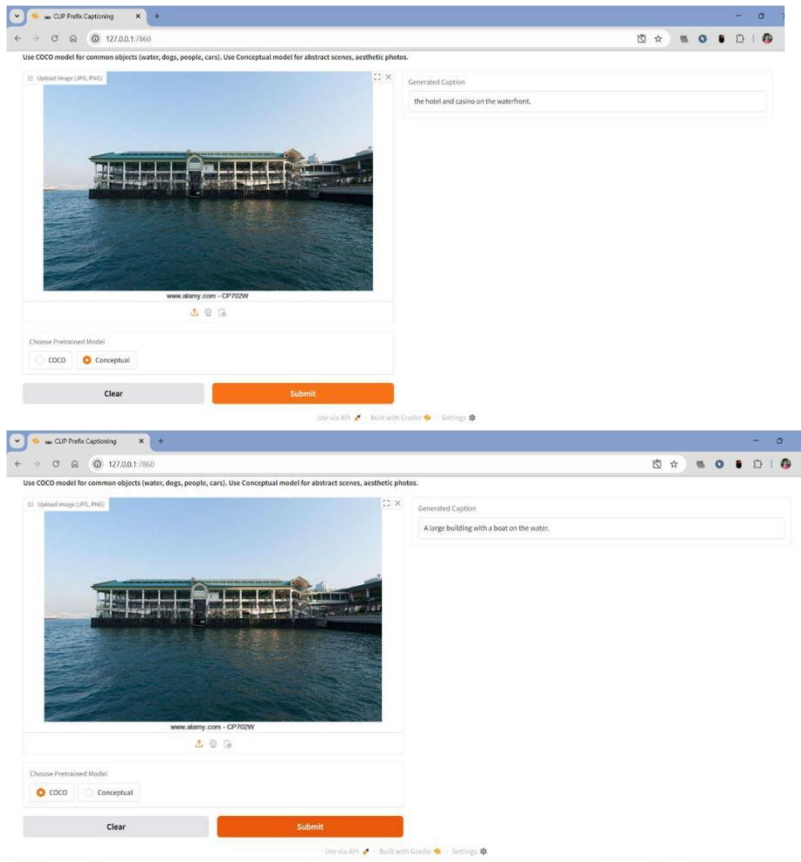 CLIP Prefix Captioning
127.0.0.1:7860
Use COCO model for common objects (water, dogs, people, cars). Use Conceptual model for abstract scenes, aesthetic photos.
Upload Image (JPG, PNG)
www.alamy.com - CP702W
Choose Pretrained Model
COCO
Conceptual
Clear
Submit
Generated Caption
the hotel and casino on the waterfront.
Use via API
Built with Gradio
Settings
CLIP Prefix Captioning
127.0.0.1:7860
Use COCO model for common objects (water, dogs, people, cars). Use Conceptual model for abstract scenes, aesthetic photos.
Upload Image (JPG, PNG)
www.alamy.com - CP702W
Choose Pretrained Model
COCO
Conceptual
Clear
Submit
Generated Caption
A large building with a boat on the water.
Use via API
Built with Gradio
Settings